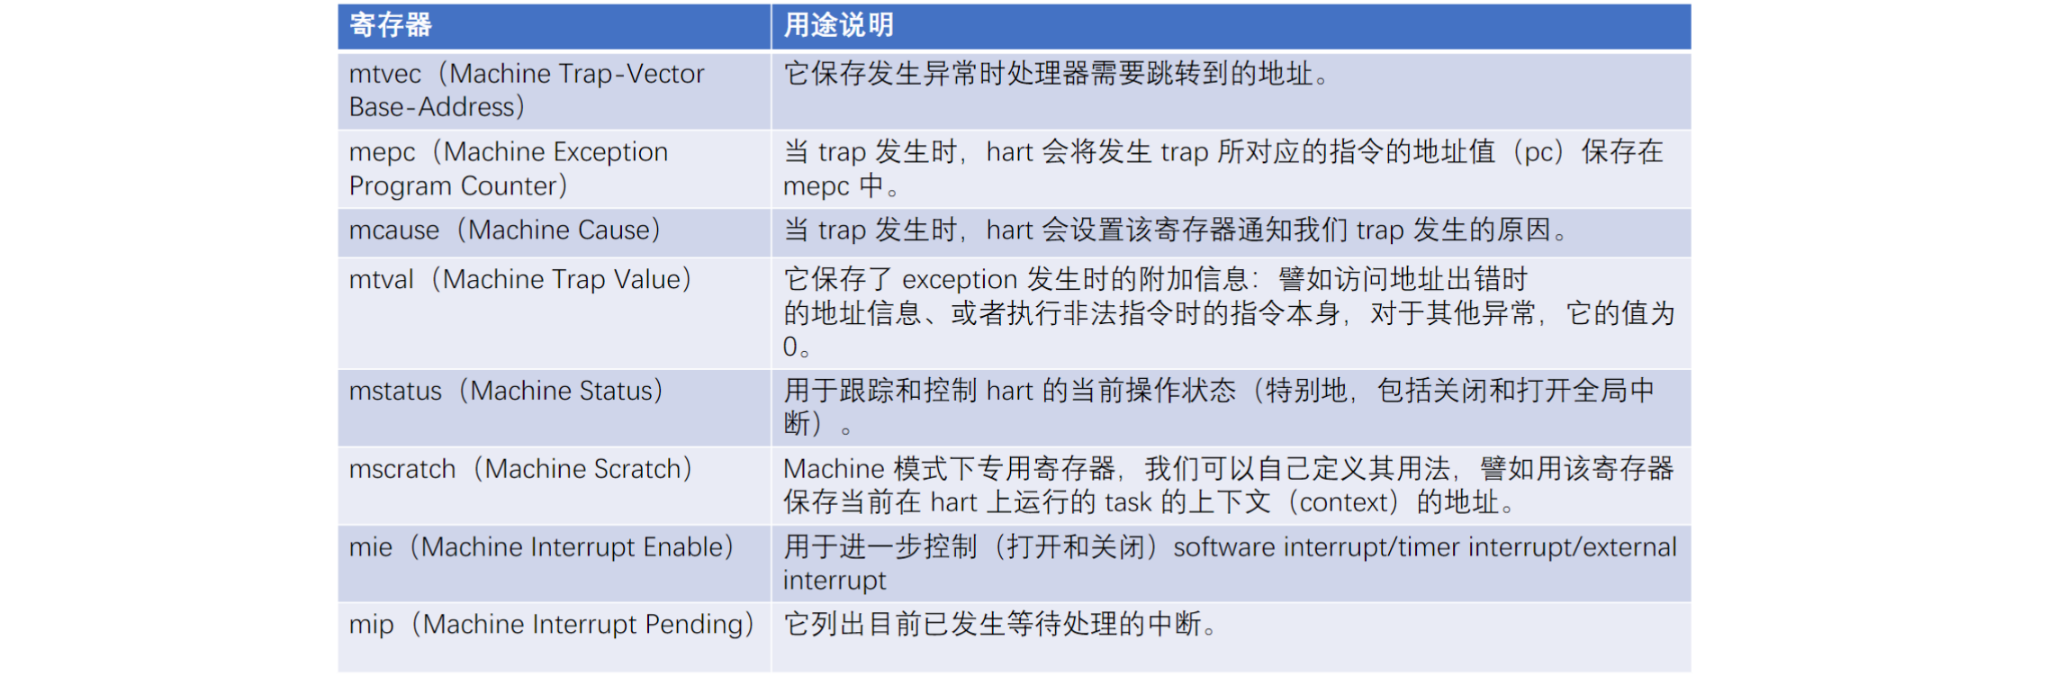 寄存器
用途说明
mtvec（Machine Trap-Vector
Base-Address）
它保存发生异常时处理器需要跳转到的地址。
mepc（Machine Exception
Program Counter）
当 trap 发生时，hart 会将发生 trap 所对应的指令的地址值（pc）保存在
mepc 中。
mcause（Machine Cause）
当 trap 发生时，hart 会设置该寄存器通知我们 trap 发生的原因。
mtval（Machine Trap Value）
它保存了 exception 发生时的附加信息：譬如访问地址出错时
的地址信息、或者执行非法指令时的指令本身，对于其他异常，它的值为
0。
mstatus（Machine Status）
用于跟踪和控制 hart 的当前操作状态（特别地，包括关闭和打开全局中
断）。
mscratch（Machine Scratch）
Machine 模式下专用寄存器，我们可以自己定义其用法，譬如用该寄存器
保存当前在 hart 上运行的 task 的上下文（context）的地址。
mie（Machine Interrupt Enable）
用于进一步控制（打开和关闭）software interrupt/timer interrupt/external
interrupt
mip（Machine Interrupt Pending）
它列出目前已发生等待处理的中断。